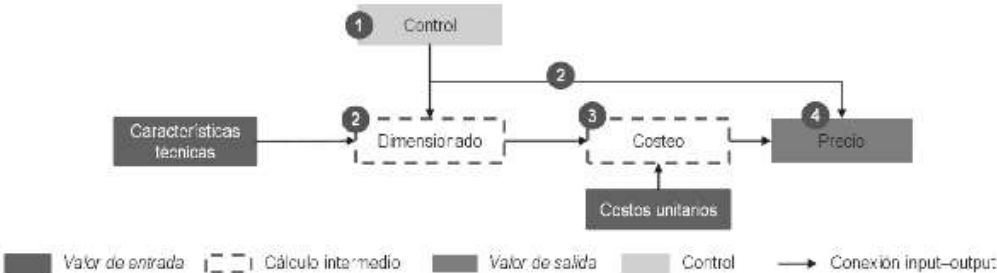 1
Control
2
2
Características
técnicas
Dimensionado
3
Costeo
4
Precio
Costos unitarios
Valor de entrada
Cálculo intermedio
Valor de salida
Control
Conexión input–output